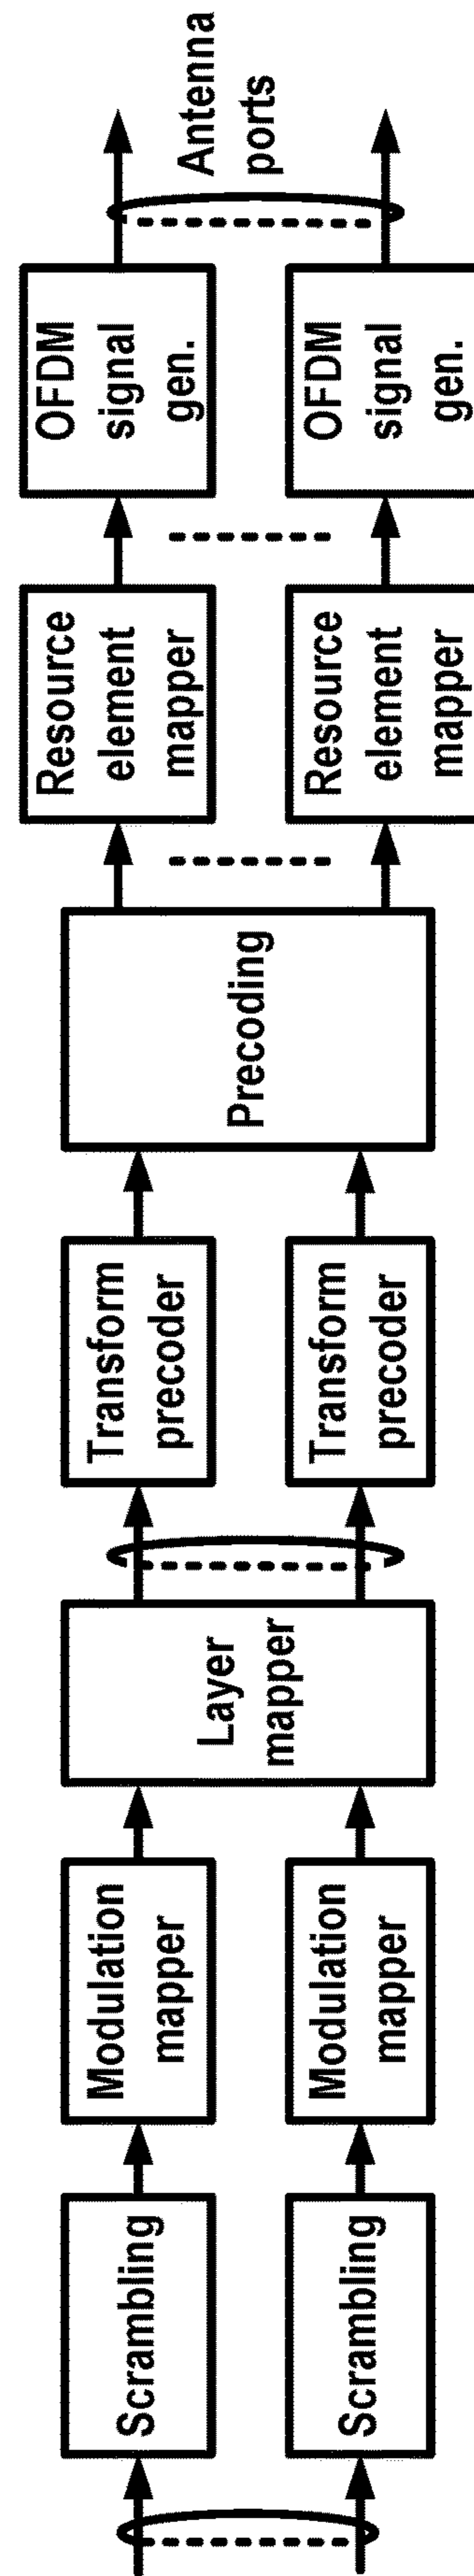 Scrambling
Scrambling
Modulation
mapper
Modulation
mapper
Layer
mapper
Transform
precoder
Transform
precoder
Precoding
Resource
element
mapper
Resource
element
mapper
OFDM
signal
gen.
OFDM
signal
gen.
Antenna
ports